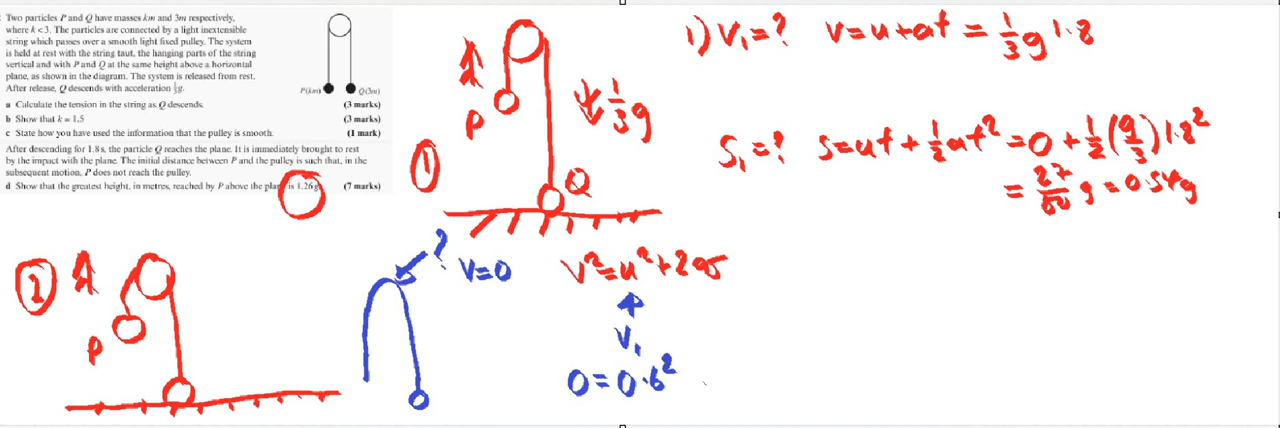 Two particles P and Q have masses km and 3m respectively,
where k < 3. The particles are connected by a light inextensible
string which passes over a smooth light fixed pulley. The system
is held at rest with the string taut, the hanging parts of the string
vertical and with P and Q at the same height above a horizontal
plane, as shown in the diagram. The system is released from rest.
After release, Q descends with acceleration ⅓g.
a Calculate the tension in the string as Q descends. (3 marks)
b Show that k = 1.5 (3 marks)
c State how you have used the information that the pulley is smooth. (1 mark)
After descending for 1.8 s, the particle Q reaches the plane. It is immediately brought to rest
by the impact with the plane. The initial distance between P and the pulley is such that, in the
subsequent motion, P does not reach the pulley.
d Show that the greatest height, in metres, reached by P above the plane is 1.26g (7 marks)
P(km)
Q(3m)
P
⅓g
①
Q
1) V₁=? V=u+at = ⅓g 1.8
S₁=? S=ut+½at²=0+½(g/3)1.8²
= 27/50 g = 0.54g
②
P
?
V=0
V²=u²+2as
V₁
0=0.6²